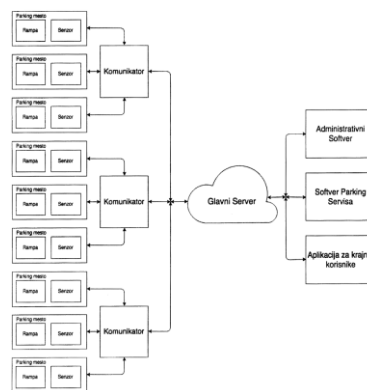 Parking mesto
Rampa
Senzor
Parking mesto
Rampa
Senzor
Komunikator
Parking mesto
Rampa
Senzor
Parking mesto
Rampa
Senzor
Parking mesto
Rampa
Senzor
Komunikator
Parking mesto
Rampa
Senzor
Parking mesto
Rampa
Senzor
Parking mesto
Rampa
Senzor
Komunikator
Parking mesto
Rampa
Senzor
Glavni Server
Administrativni
Softver
Softver Parking
Servisa
Aplikacija za krajnje
korisnike